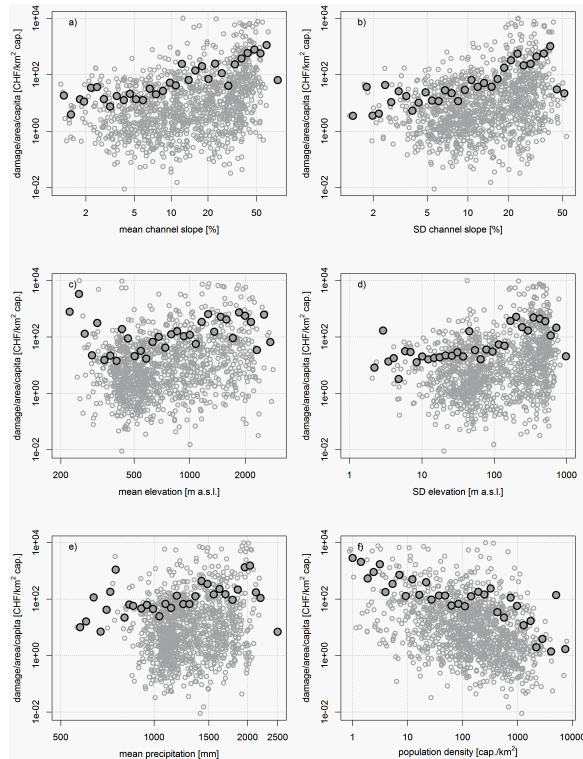 a)
damage/area/capita [CHF/km² cap.]
1e+04
1e+02
1e+00
1e-02
2 5 10 20 50
mean channel slope [%]
b)
damage/area/capita [CHF/km² cap.]
1e+04
1e+02
1e+00
1e-02
2 5 10 20 50
SD channel slope [%]
c)
damage/area/capita [CHF/km² cap.]
1e+04
1e+02
1e+00
1e-02
200 500 1000 2000
mean elevation [m a.s.l.]
d)
damage/area/capita [CHF/km² cap.]
1e+04
1e+02
1e+00
1e-02
1 10 100 1000
SD elevation [m a.s.l.]
e)
damage/area/capita [CHF/km² cap.]
1e+04
1e+02
1e+00
1e-02
500 1000 1500 2000 2500
mean precipitation [mm]
f)
damage/area/capita [CHF/km² cap.]
1e+04
1e+02
1e+00
1e-02
1 10 100 1000 10000
population density [cap./km²]